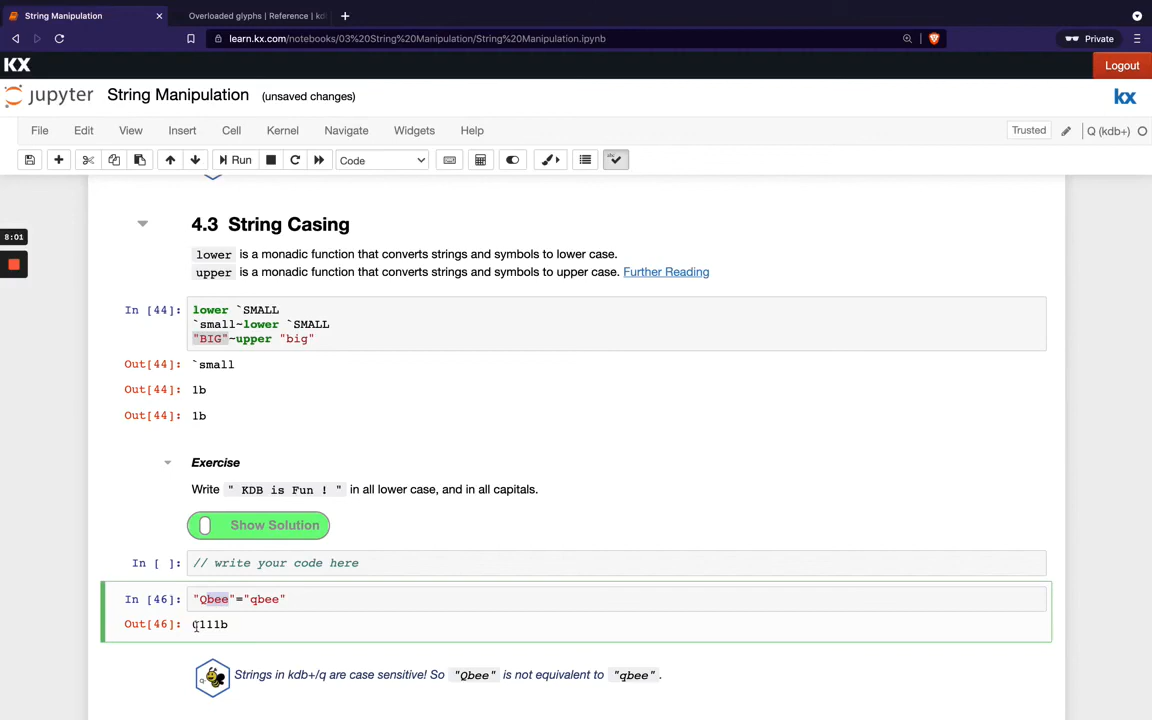 String Manipulation
Overloaded glyphs | Reference | kd
learn.kx.com/notebooks/03%20String%20Manipulation/String%20Manipulation.ipynb
Private
KX
Logout
jupyter String Manipulation (unsaved changes)
kx
File Edit View Insert Cell Kernel Navigate Widgets Help
Trusted Q (kdb+)
Run Code
8:01
4.3 String Casing
lower is a monadic function that converts strings and symbols to lower case.
upper is a monadic function that converts strings and symbols to upper case. Further Reading
In [44]: lower `SMALL
`small~lower `SMALL
"BIG"~upper "big"
Out[44]: `small
Out[44]: 1b
Out[44]: 1b
Exercise
Write " KDB is Fun ! " in all lower case, and in all capitals.
Show Solution
In [ ]: // write your code here
In [46]: "Qbee"="qbee"
Out[46]: 0111b
Strings in kdb+/q are case sensitive! So "Qbee" is not equivalent to "qbee".